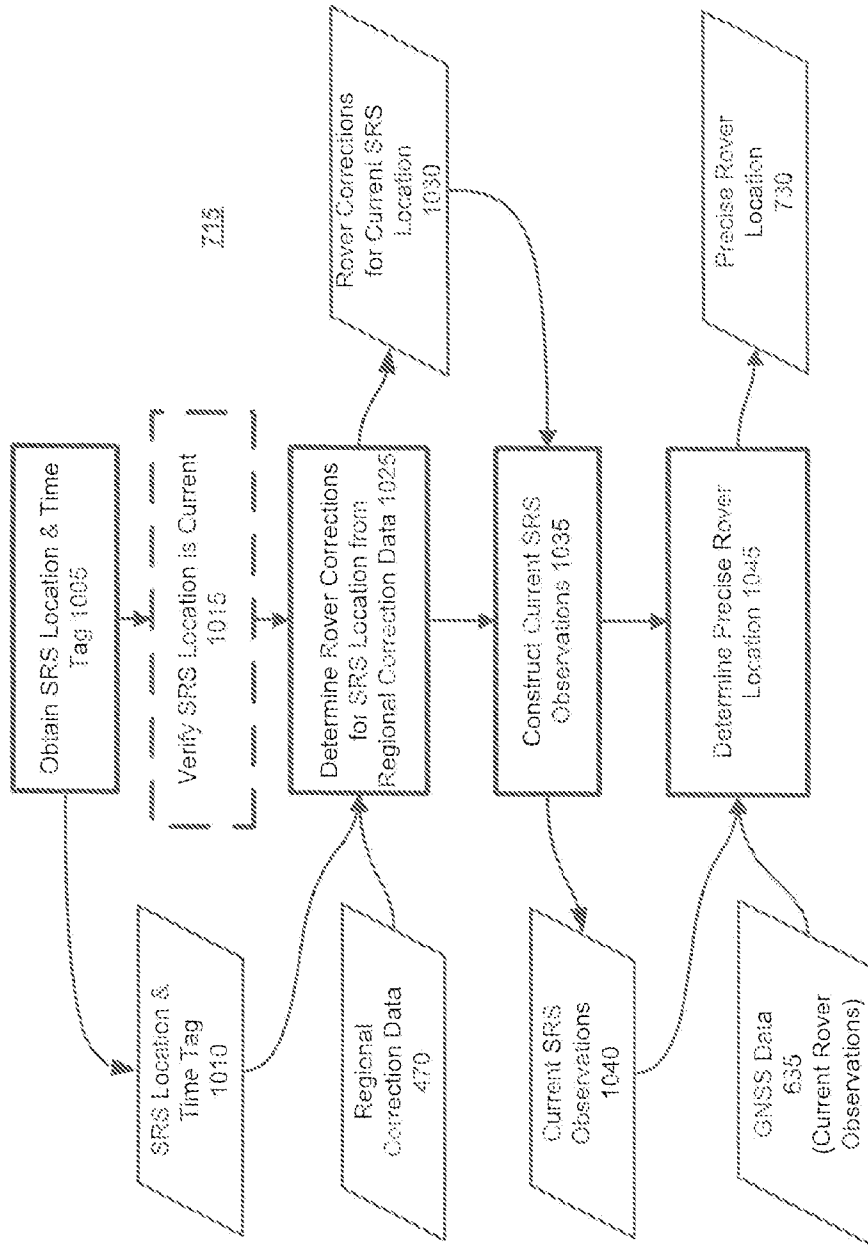 715
Obtain SRS Location & Time
Tag 1005
SRS Location &
Time Tag
1010
Verify SRS Location is Current
1015
Regional
Correction Data
470
Determine Rover Corrections
for SRS Location from
Regional Correction Data 1025
Rover Corrections
for Current SRS
Location
1030
Construct Current SRS
Observations 1035
Current SRS
Observations
1040
GNSS Data
635
(Current Rover
Observations)
Determine Precise Rover
Location 1045
Precise Rover
Location
730